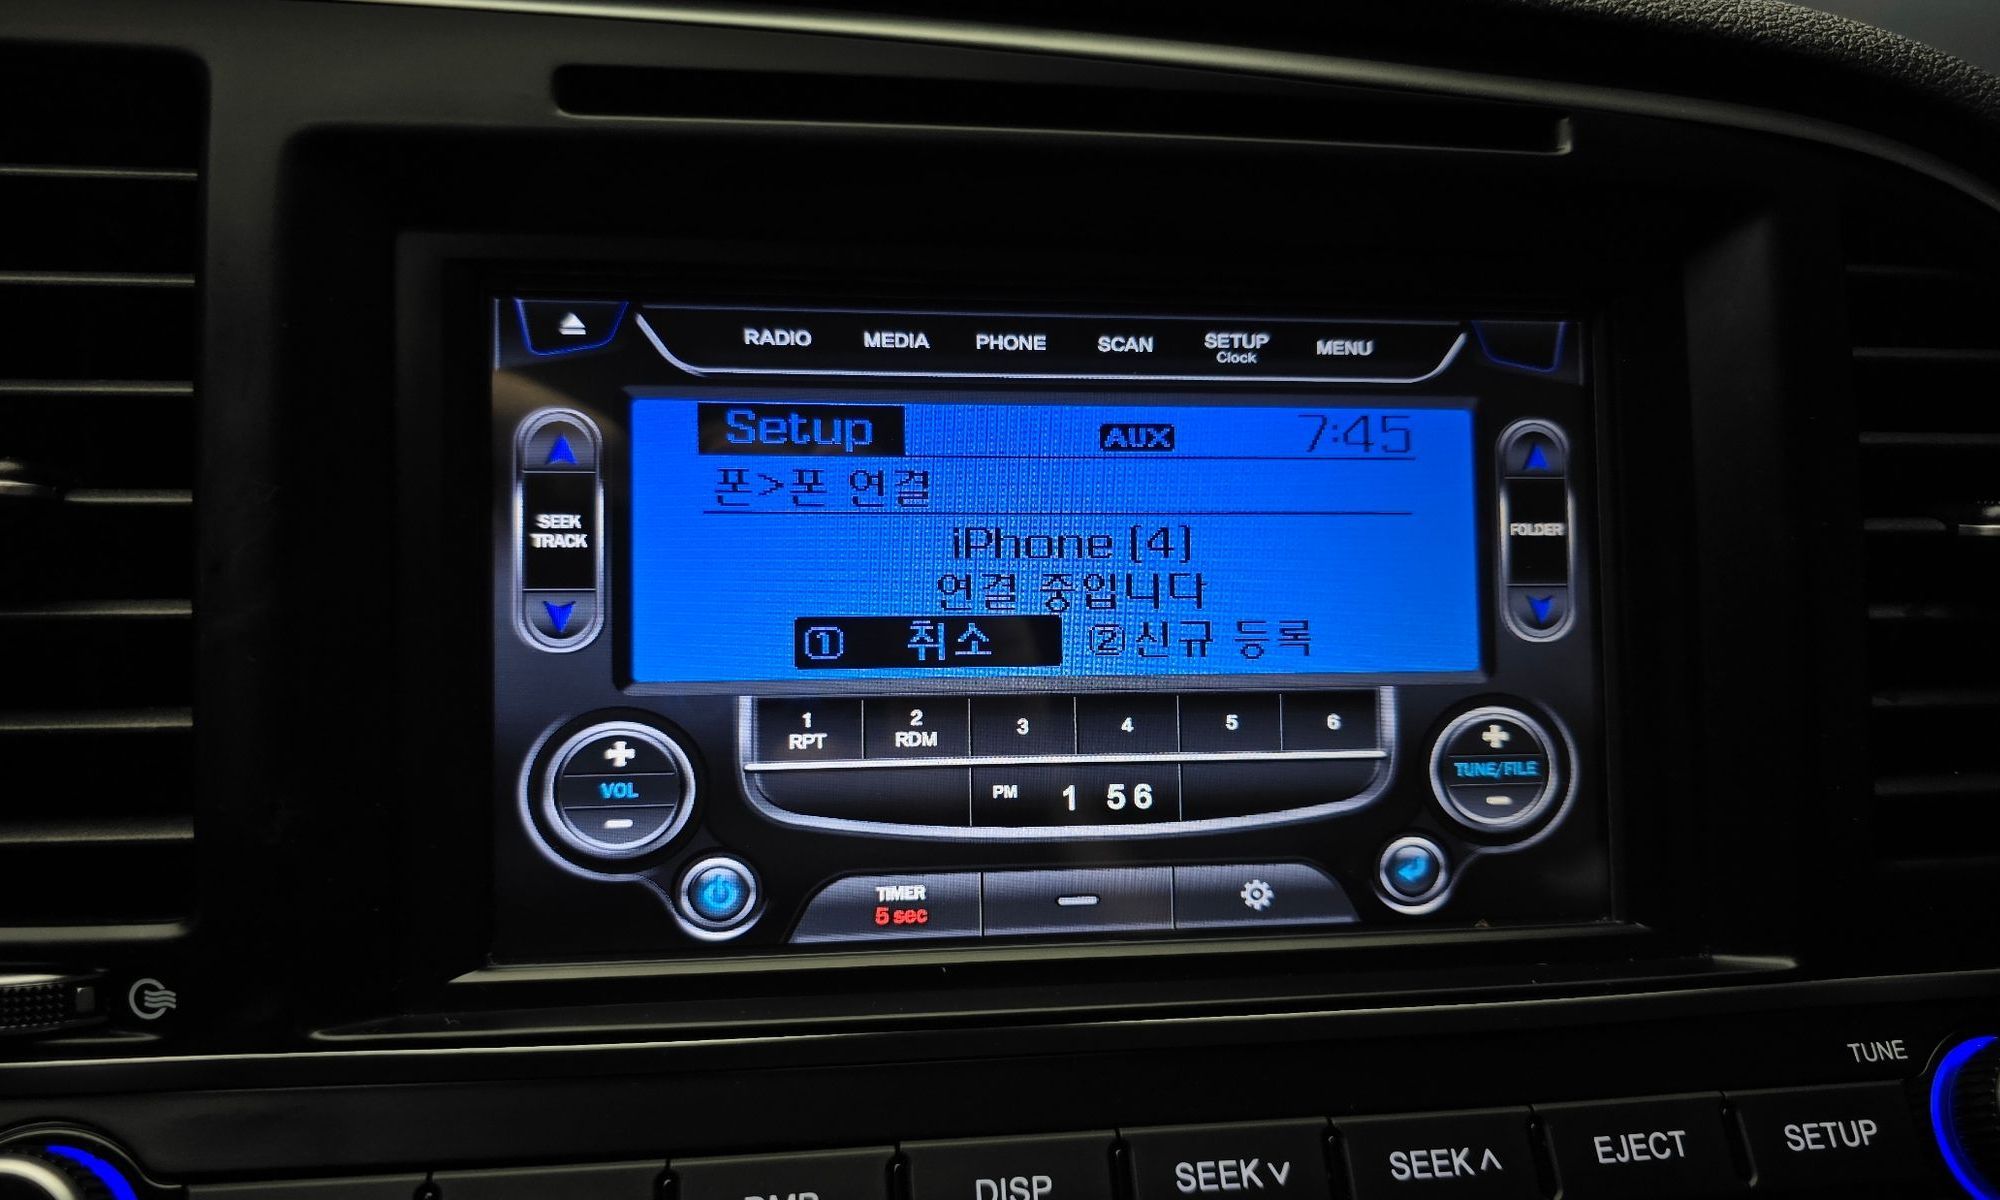 RADIO MEDIA PHONE SCAN SETUP MENU
Clock
Setup AUX 7:45
폰>폰 연결
iPhone (4)
연결 중입니다
① 취소 ②신규 등록
SEEK
TRACK
FOLDER
1 2 3 4 5 6
RPT RDM
VOL
TUNE/FILE
PM 1 56
TIMER
5 sec
TUNE
DISP SEEK∨ SEEK∧ EJECT SETUP